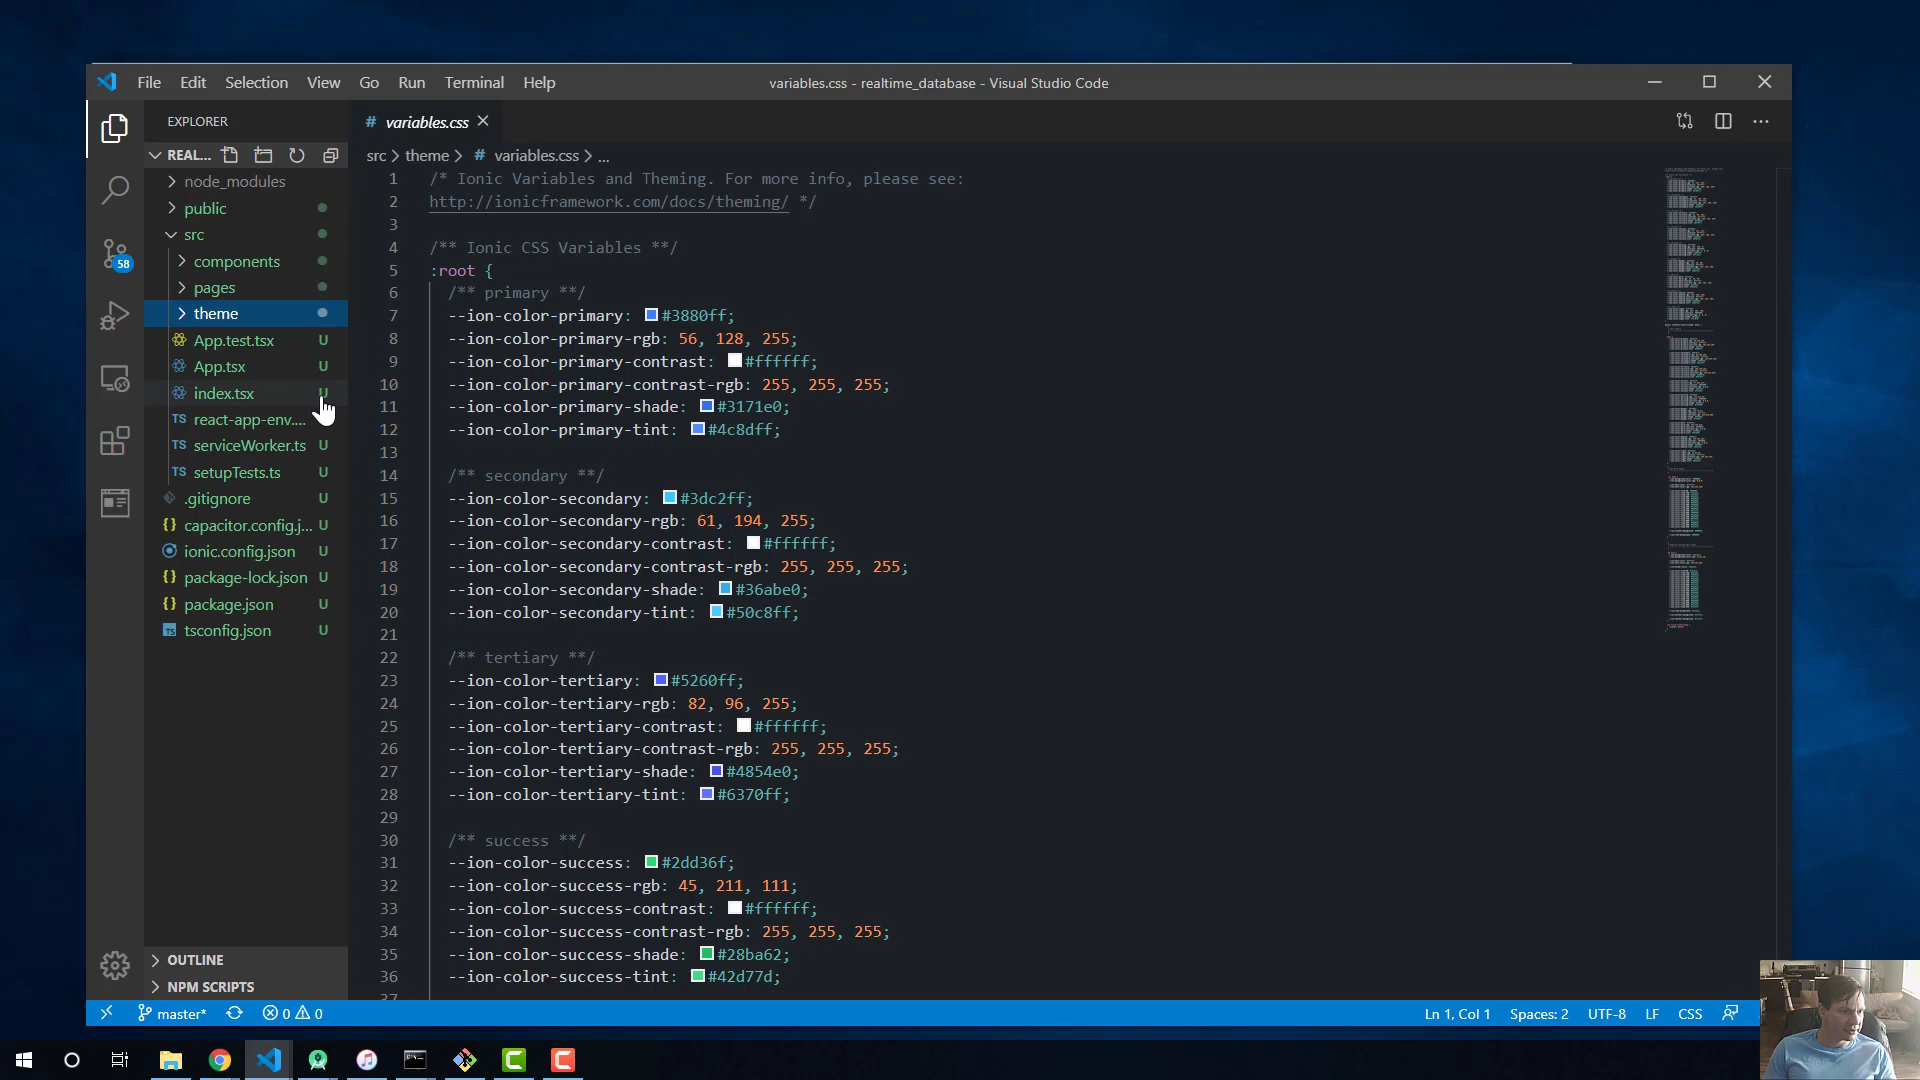 File Edit Selection View Go Run Terminal Help
variables.css - realtime_database - Visual Studio Code
EXPLORER
REAL...
node_modules
public
src
components
pages
theme
App.test.tsx U
App.tsx U
index.tsx U
react-app-env....
TS serviceWorker.ts U
TS setupTests.ts U
.gitignore U
{} capacitor.config.j... U
ionic.config.json U
{} package-lock.json U
{} package.json U
TS tsconfig.json U
OUTLINE
NPM SCRIPTS
58
# variables.css
src > theme > # variables.css > ...
1 /* Ionic Variables and Theming. For more info, please see:
2 http://ionicframework.com/docs/theming/ */
3
4 /** Ionic CSS Variables **/
5 :root {
6 /** primary **/
7 --ion-color-primary: #3880ff;
8 --ion-color-primary-rgb: 56, 128, 255;
9 --ion-color-primary-contrast: #ffffff;
10 --ion-color-primary-contrast-rgb: 255, 255, 255;
11 --ion-color-primary-shade: #3171e0;
12 --ion-color-primary-tint: #4c8dff;
13
14 /** secondary **/
15 --ion-color-secondary: #3dc2ff;
16 --ion-color-secondary-rgb: 61, 194, 255;
17 --ion-color-secondary-contrast: #ffffff;
18 --ion-color-secondary-contrast-rgb: 255, 255, 255;
19 --ion-color-secondary-shade: #36abe0;
20 --ion-color-secondary-tint: #50c8ff;
21
22 /** tertiary **/
23 --ion-color-tertiary: #5260ff;
24 --ion-color-tertiary-rgb: 82, 96, 255;
25 --ion-color-tertiary-contrast: #ffffff;
26 --ion-color-tertiary-contrast-rgb: 255, 255, 255;
27 --ion-color-tertiary-shade: #4854e0;
28 --ion-color-tertiary-tint: #6370ff;
29
30 /** success **/
31 --ion-color-success: #2dd36f;
32 --ion-color-success-rgb: 45, 211, 111;
33 --ion-color-success-contrast: #ffffff;
34 --ion-color-success-contrast-rgb: 255, 255, 255;
35 --ion-color-success-shade: #28ba62;
36 --ion-color-success-tint: #42d77d;
37
master* 0 0
Ln 1, Col 1 Spaces: 2 UTF-8 LF CSS